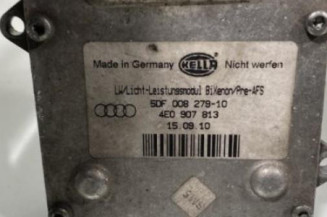 Made in Germany HELLA Nicht werfen
LW/Licht-Leistungsmodul BiXenon/Pre-AFS
5DF 008 279-10
4E0 907 813
15.09.10